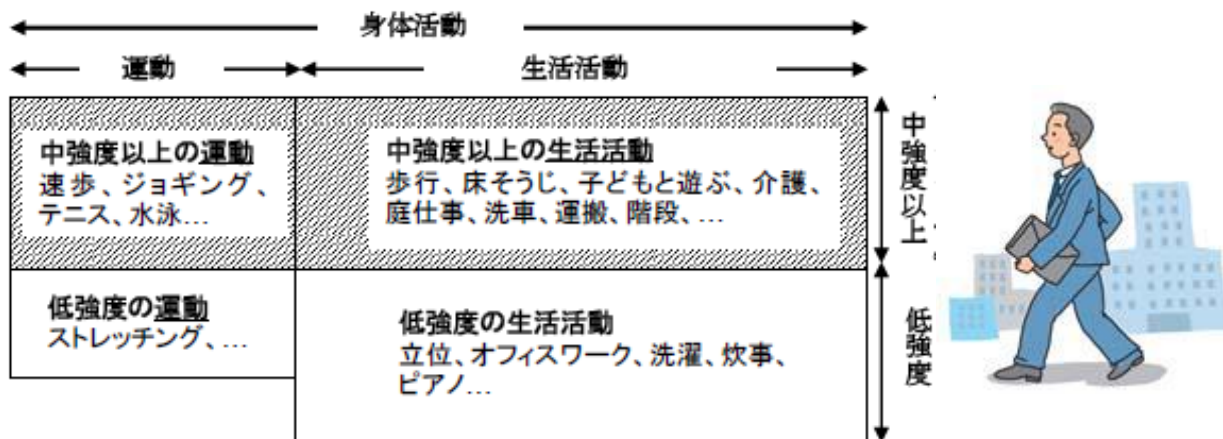 身体活動
運動
生活活動
中強度以上の運動
速歩、ジョギング、
テニス、水泳…
中強度以上の生活活動
歩行、床そうじ、子どもと遊ぶ、介護、
庭仕事、洗車、運搬、階段、…
中強度以上
低強度の運動
ストレッチング、…
低強度の生活活動
立位、オフィスワーク、洗濯、炊事、
ピアノ…
低強度